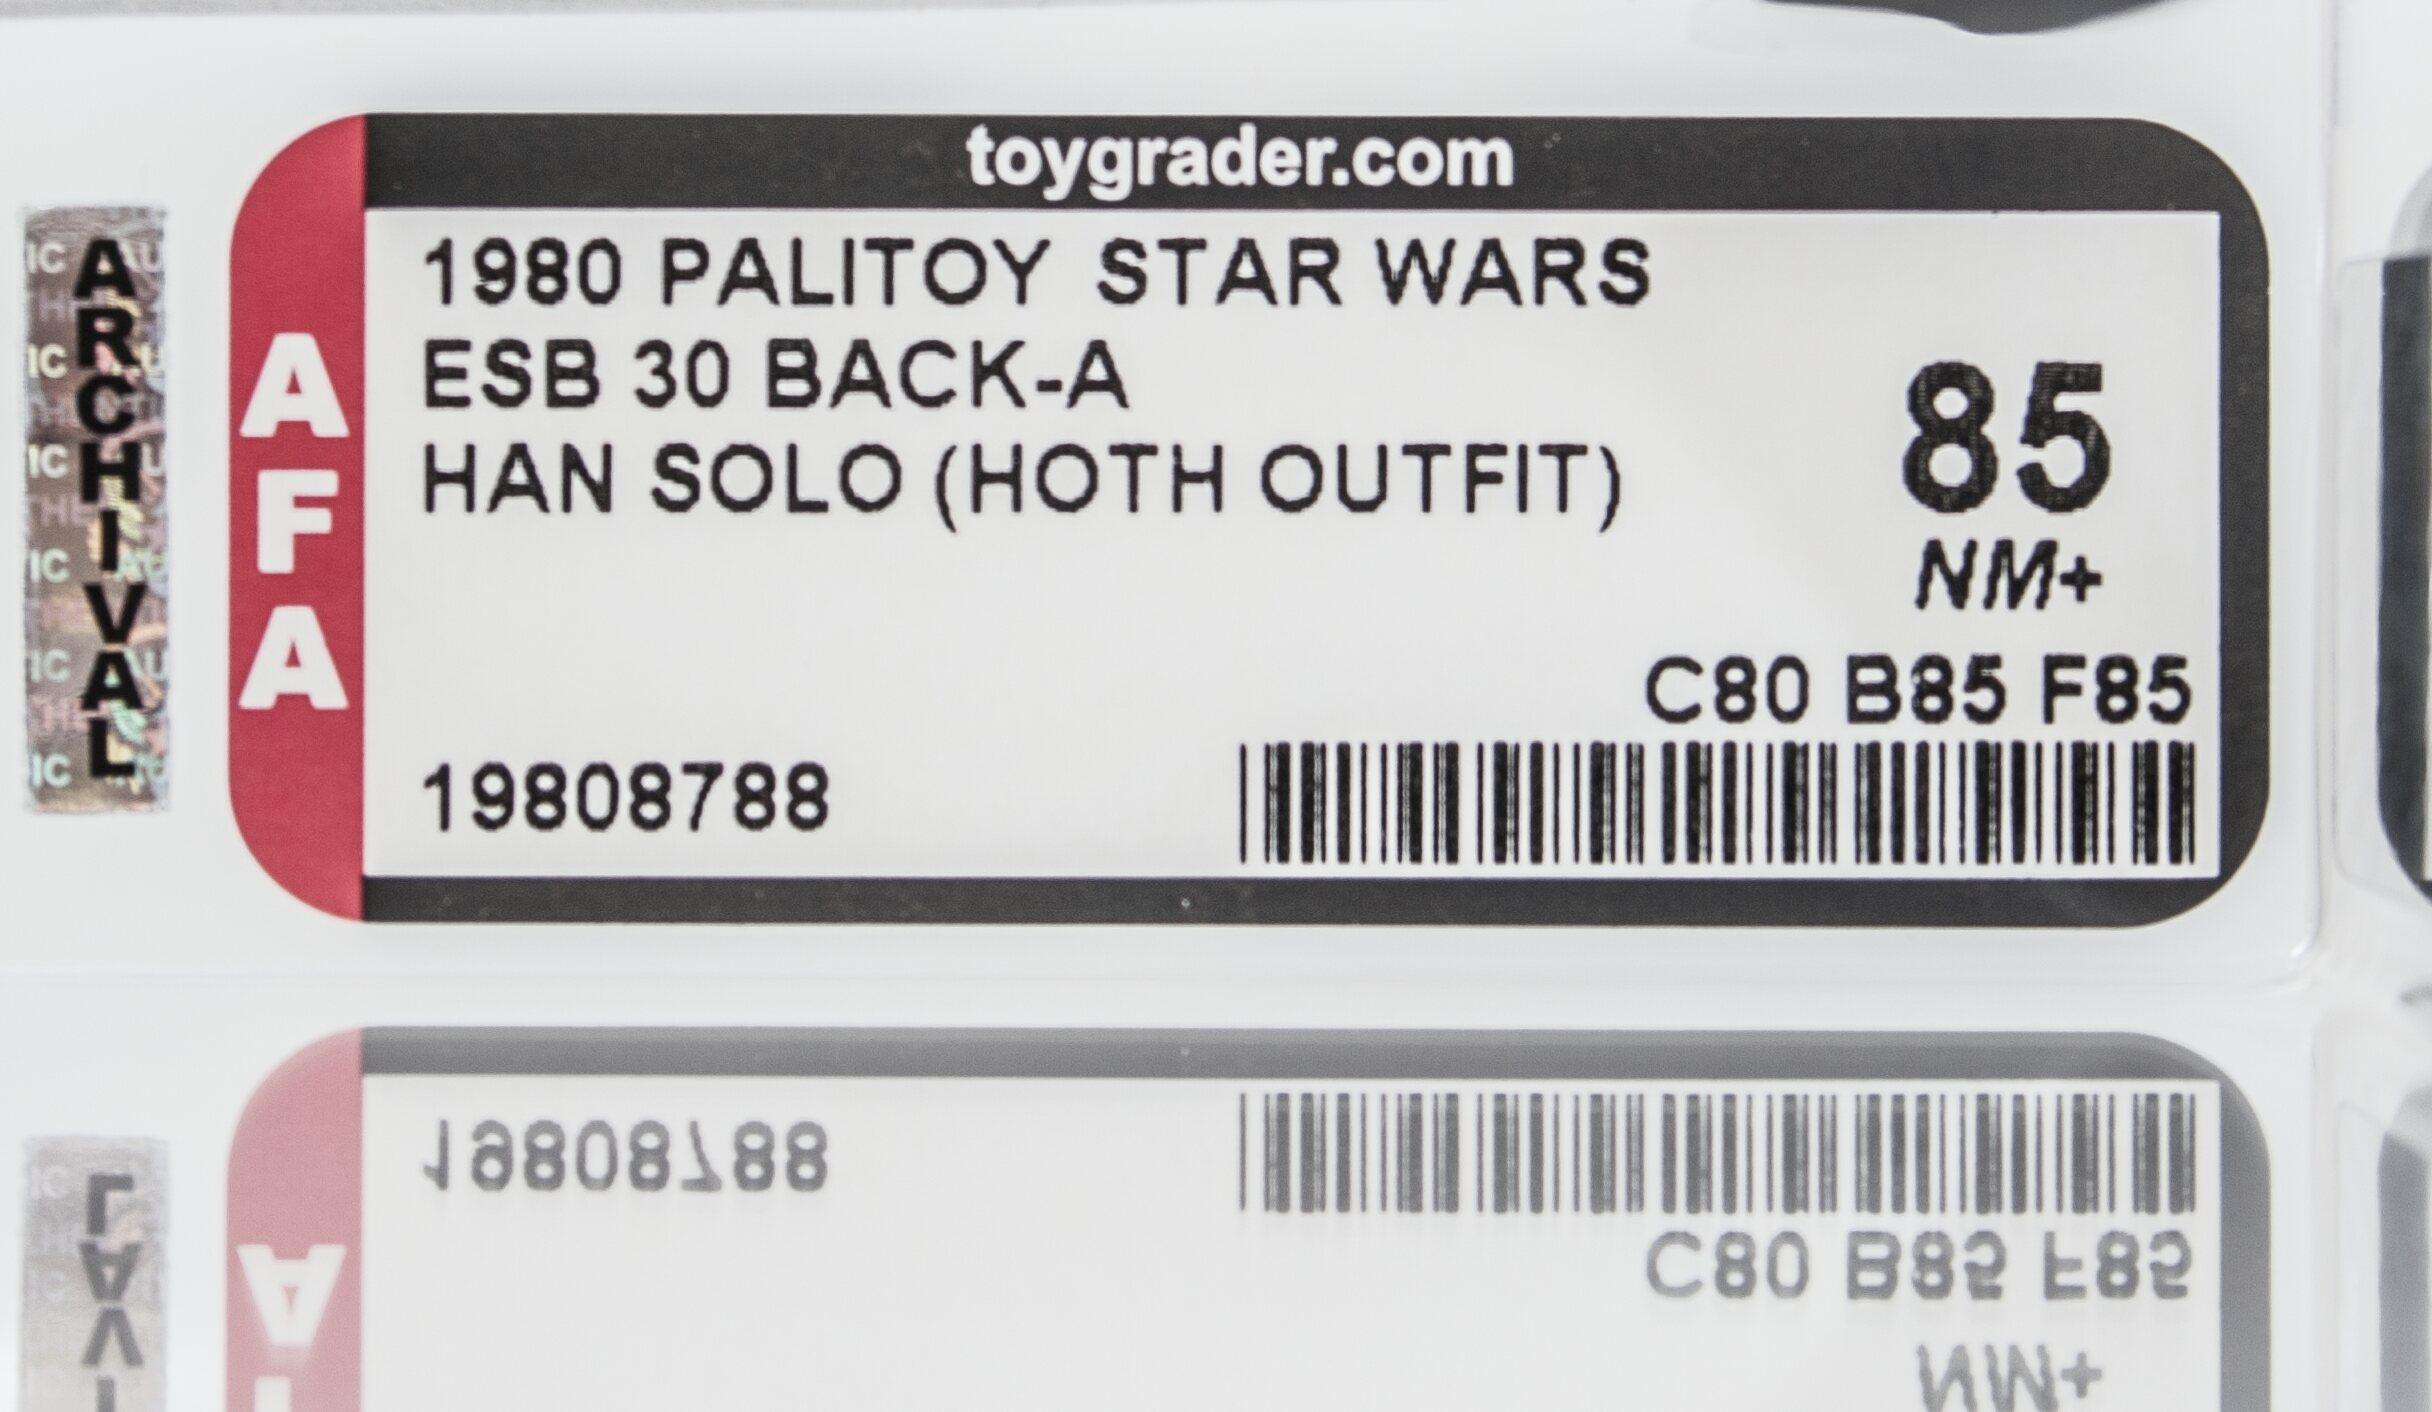 toygrader.com
ARCHIVAL
AFA
1980 PALITOY STAR WARS
ESB 30 BACK-A
HAN SOLO (HOTH OUTFIT)
85
NM+
C80 B85 F85
19808788